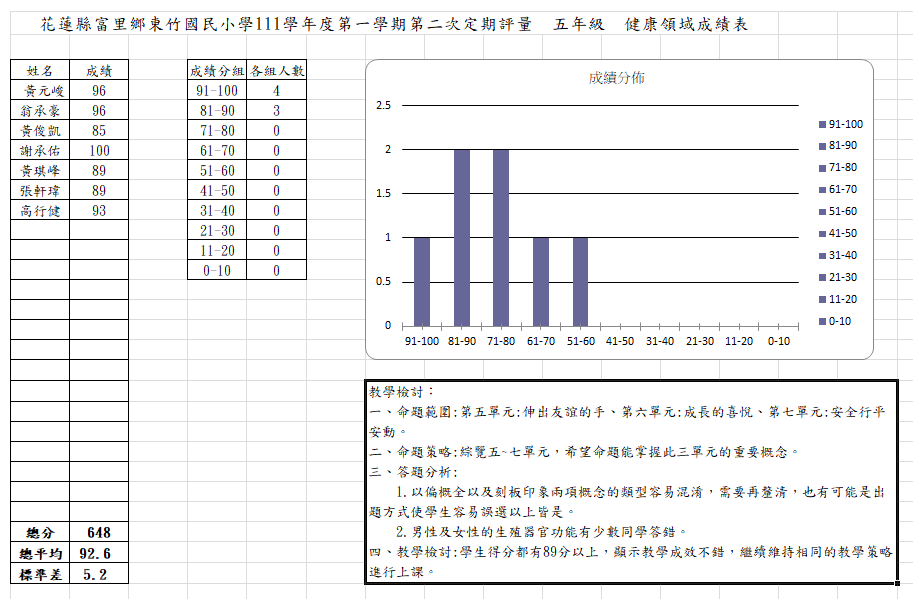 花蓮縣富里鄉東竹國民小學111學年度第一學期第二次定期評量 五年級 健康領域成績表
姓名 成績
黃元峻 96
翁承豪 96
黃俊凱 85
謝承佑 100
黃琪峰 89
張軒瑋 89
高行健 93
總分 648
總平均 92.6
標準差 5.2
成績分組 各組人數
91-100 4
81-90 3
71-80 0
61-70 0
51-60 0
41-50 0
31-40 0
21-30 0
11-20 0
0-10 0
成績分佈
2.5
2
1.5
1
0.5
0
91-100 81-90 71-80 61-70 51-60 41-50 31-40 21-30 11-20 0-10
91-100
81-90
71-80
61-70
51-60
41-50
31-40
21-30
11-20
0-10
教學檢討：
一、命題範圍:第五單元;伸出友誼的手、第六單元;成長的喜悅、第七單元;安全行平
安動。
二、命題策略:綜覽五~七單元，希望命題能掌握此三單元的重要概念。
三、答題分析:
1.以偏概全以及刻板印象兩項概念的類型容易混淆，需要再釐清，也有可能是出
題方式使學生容易誤選以上皆是。
2.男性及女性的生殖器官功能有少數同學答錯。
四、教學檢討:學生得分都有89分以上，顯示教學成效不錯，繼續維持相同的教學策略
進行上課。